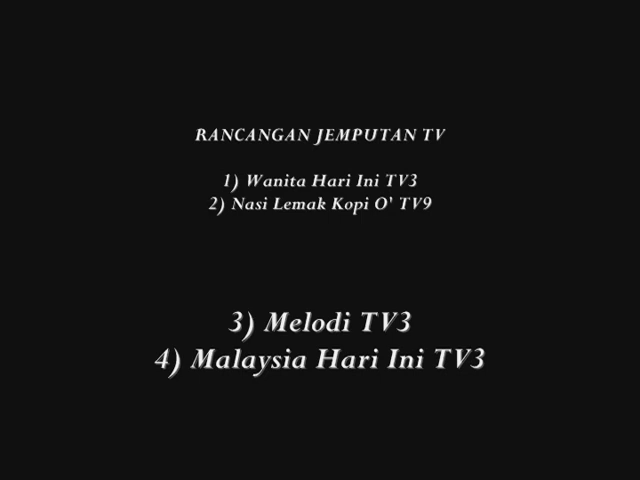 RANCANGAN JEMPUTAN TV
1) Wanita Hari Ini TV3
2) Nasi Lemak Kopi O' TV9
3) Melodi TV3
4) Malaysia Hari Ini TV3